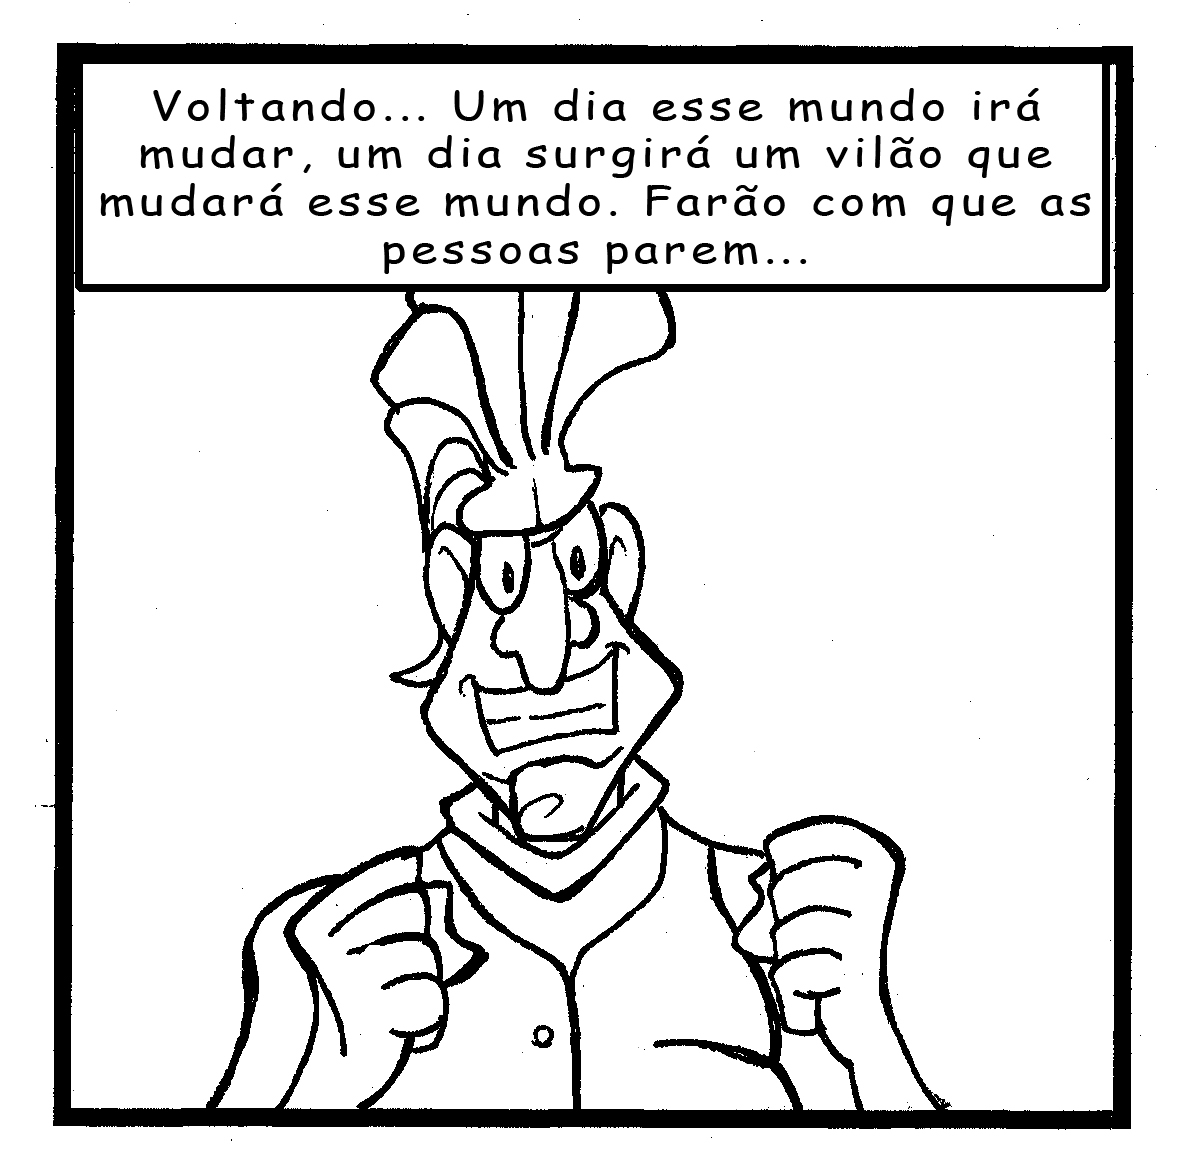 Voltando... Um dia esse mundo irá
mudar, um dia surgirá um vilão que
mudará esse mundo. Farão com que as
pessoas parem...